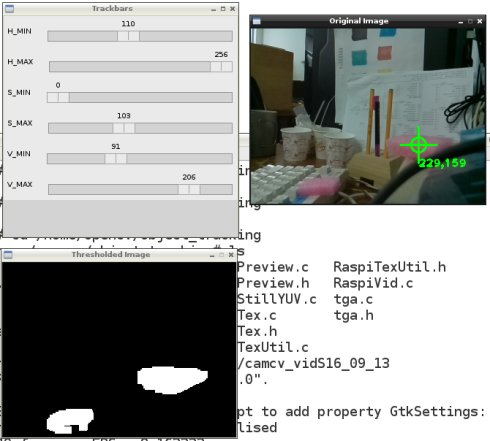 Trackbars
H_MIN
110
H_MAX
256
S_MIN
0
S_MAX
103
V_MIN
91
V_MAX
206
Original Image
229,159
Thresholded Image
Preview.c RaspiTexUtil.h
Preview.h RaspiVid.c
StillYUV.c tga.c
Tex.c tga.h
Tex.h
TexUtil.c
/camcv_vidS16_09_13
.0".
pt to add property GtkSettings:
lised